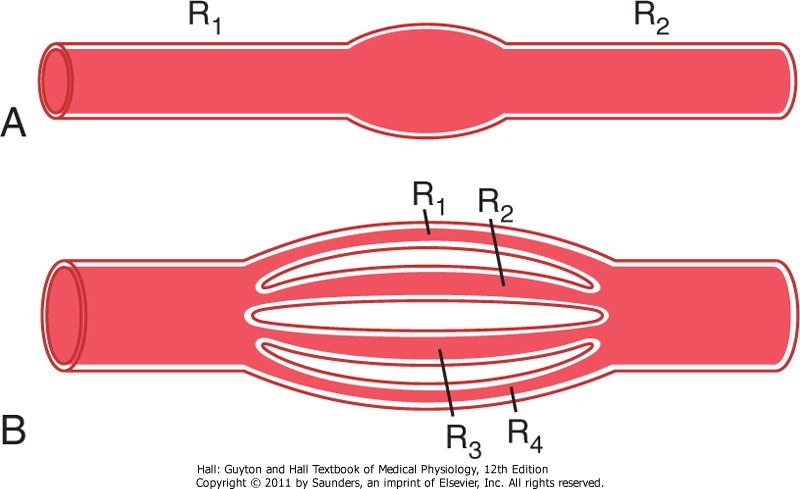 R1 R2
A
R1 R2
B
R3 R4
Hall: Guyton and Hall Textbook of Medical Physiology, 12th Edition
Copyright © 2011 by Saunders, an imprint of Elsevier, Inc. All rights reserved.